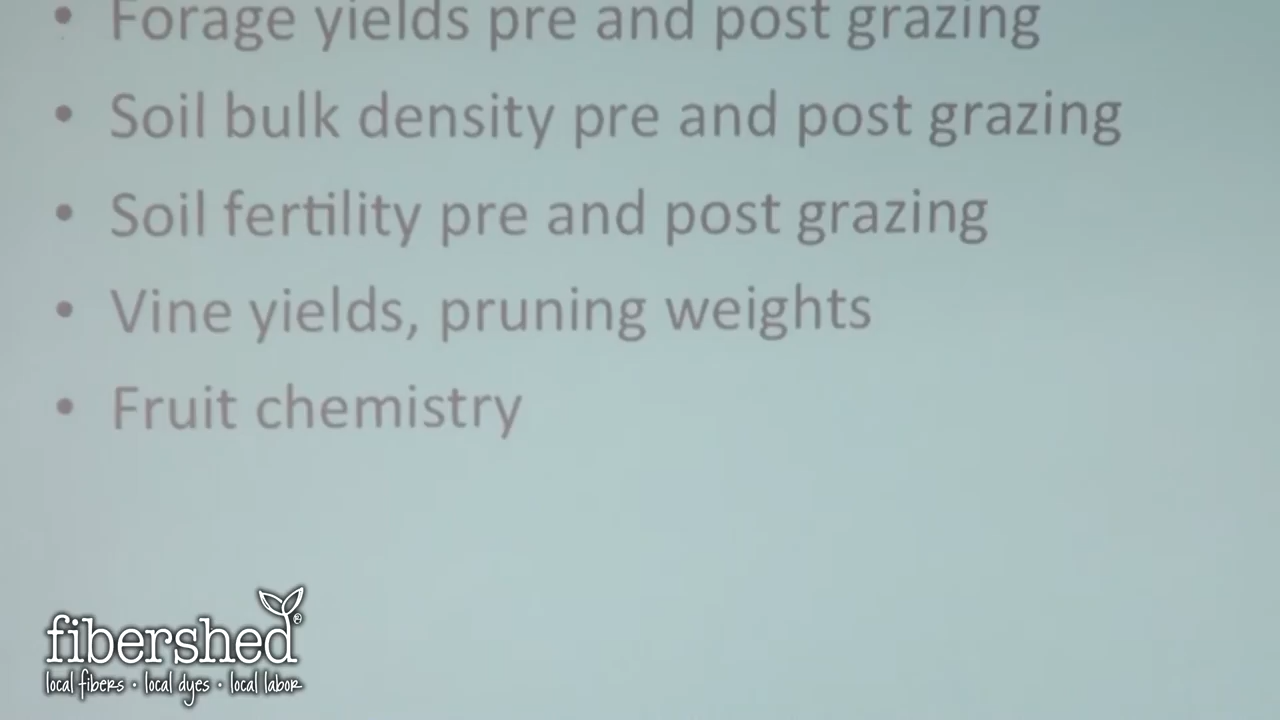 • Forage yields pre and post grazing
• Soil bulk density pre and post grazing
• Soil fertility pre and post grazing
• Vine yields, pruning weights
• Fruit chemistry
fibershed®
local fibers • local dyes • local labor